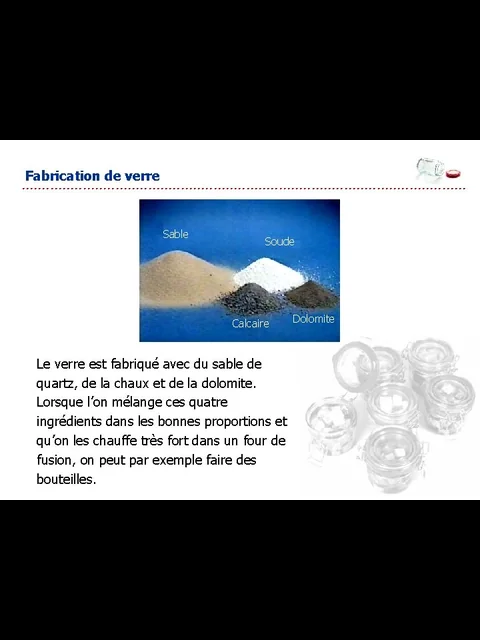 Fabrication de verre
Sable
Soude
Calcaire
Dolomite
Le verre est fabriqué avec du sable de
quartz, de la chaux et de la dolomite.
Lorsque l'on mélange ces quatre
ingrédients dans les bonnes proportions et
qu'on les chauffe très fort dans un four de
fusion, on peut par exemple faire des
bouteilles.